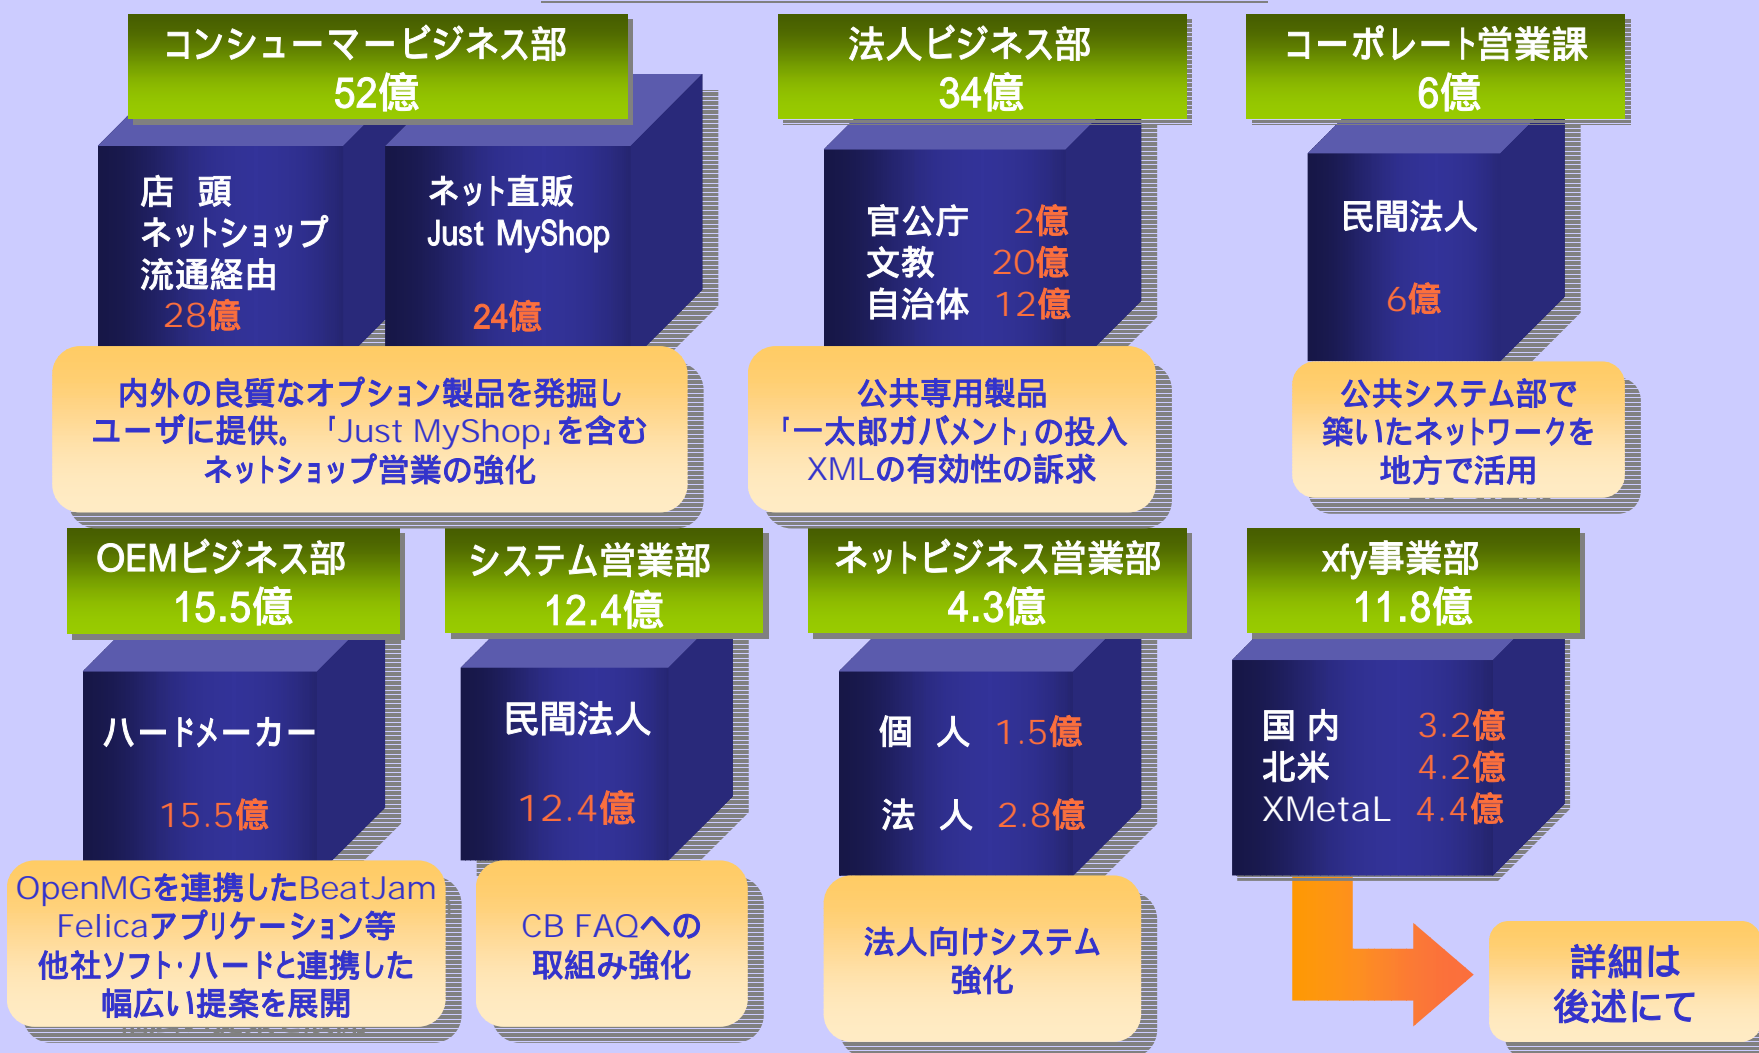 コンシューマービジネス部
52億
店 頭
ネットショップ
流通経由
28億
ネット直販
Just MyShop
24億
内外の良質なオプション製品を発掘し
ユーザに提供。「Just MyShop」を含む
ネットショップ営業の強化
法人ビジネス部
34億
官公庁 2億
文教 20億
自治体 12億
公共専用製品
「一太郎ガバメント」の投入
XMLの有効性の訴求
コーポレート営業課
6億
民間法人
6億
公共システム部で
築いたネットワークを
地方で活用
OEMビジネス部
15.5億
ハードメーカー
15.5億
OpenMGを連携したBeatJam
Felicaアプリケーション等
他社ソフト・ハードと連携した
幅広い提案を展開
システム営業部
12.4億
民間法人
12.4億
CB FAQへの
取組み強化
ネットビジネス営業部
4.3億
個 人 1.5億
法 人 2.8億
法人向けシステム
強化
xfy事業部
11.8億
国内 3.2億
北米 4.2億
XMetaL 4.4億
詳細は
後述にて